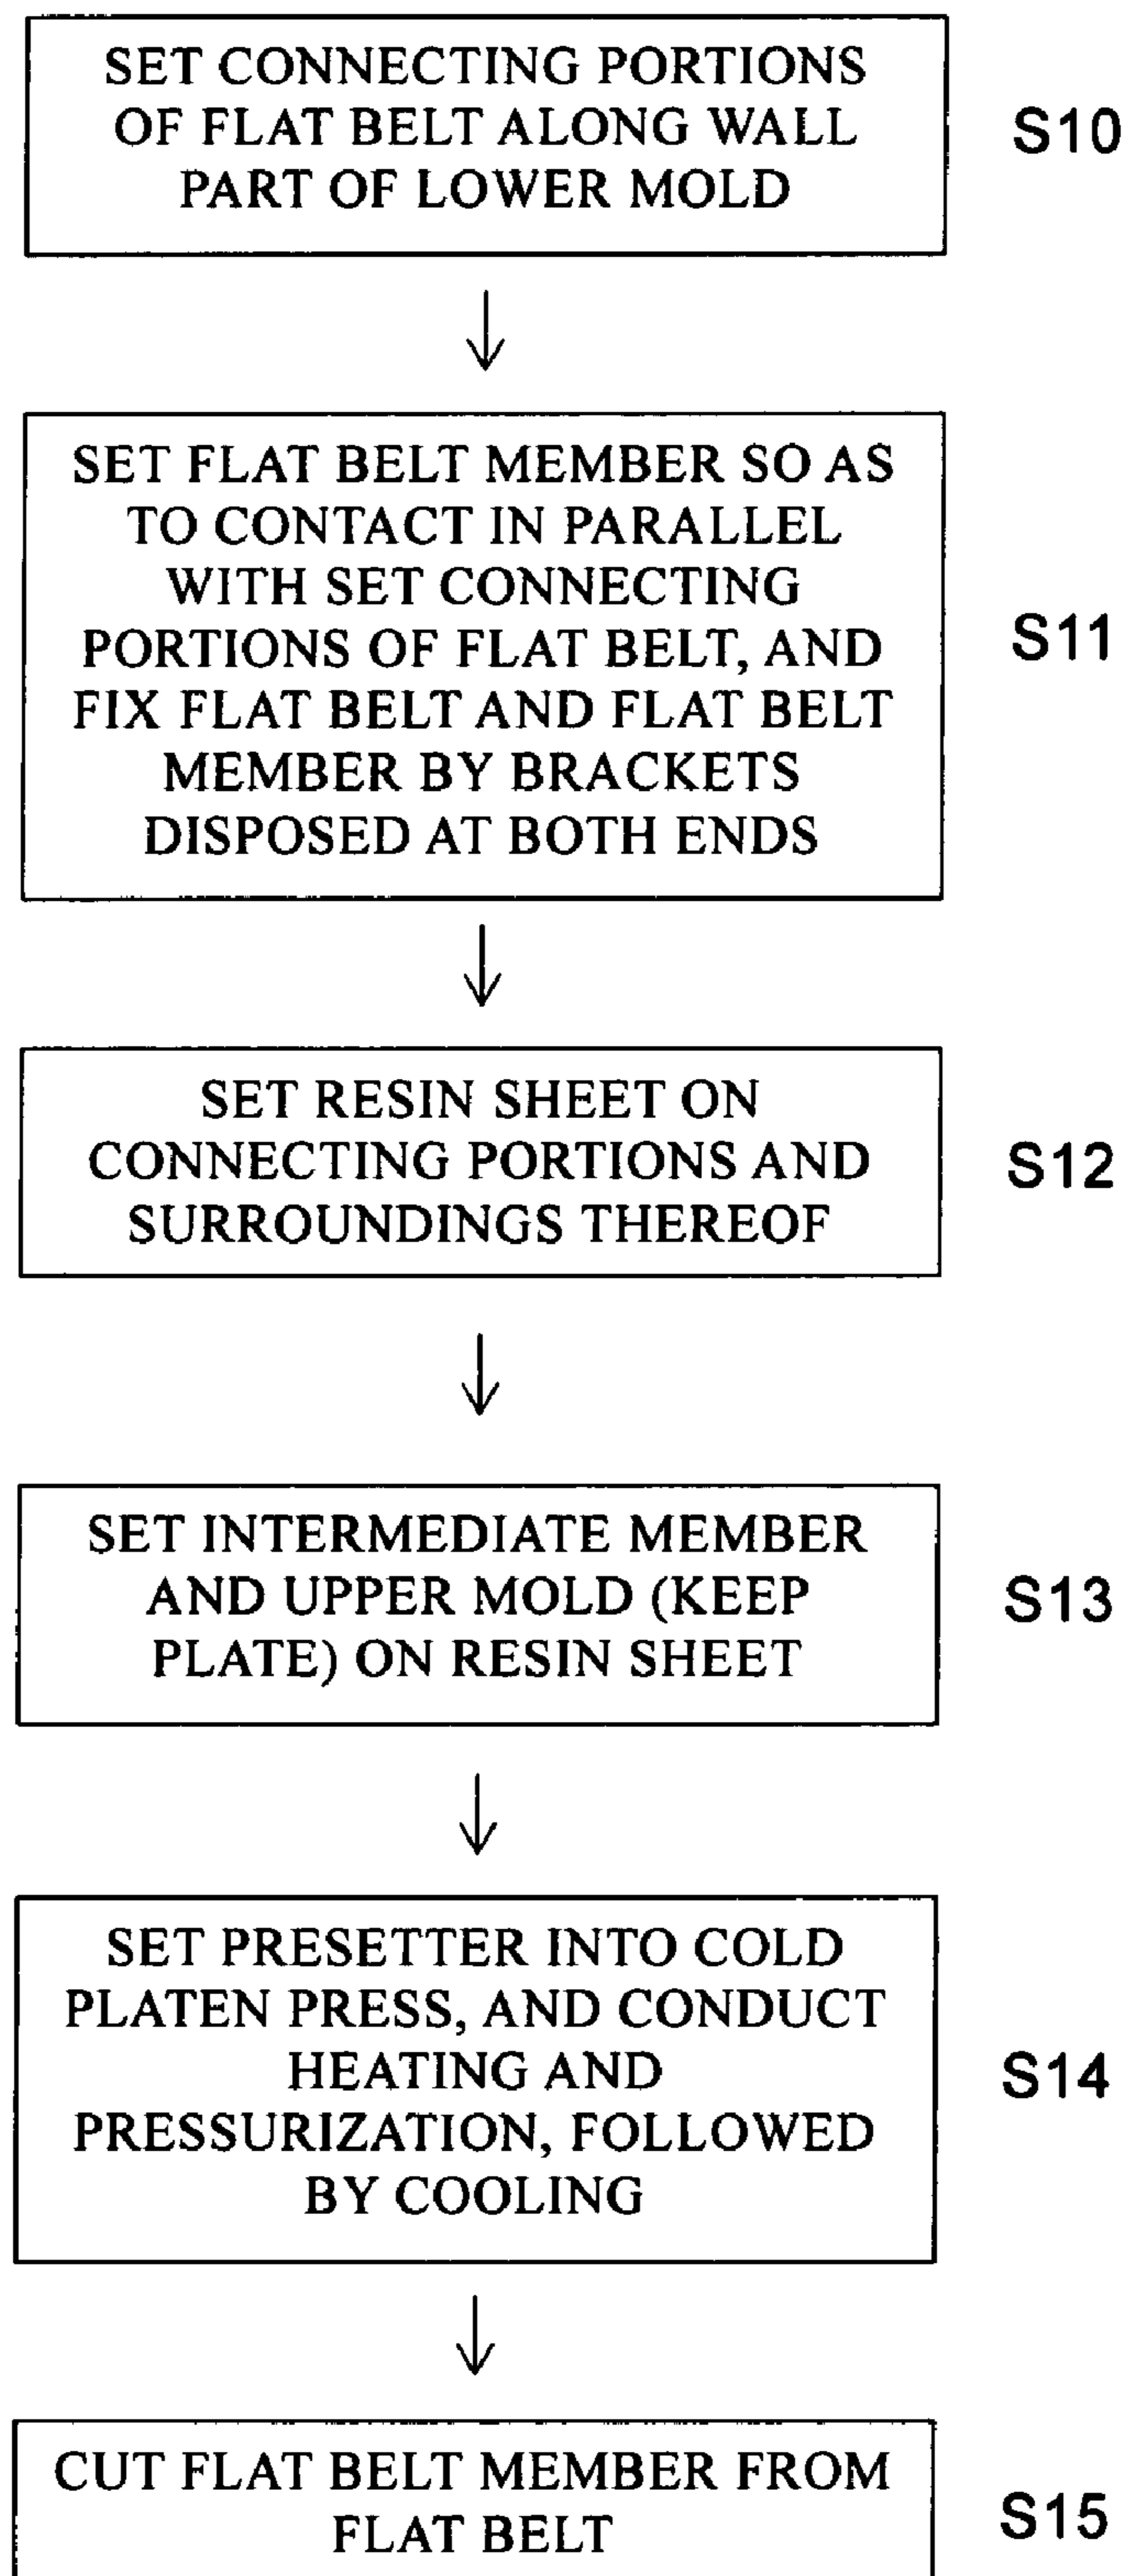 SET CONNECTING PORTIONS
OF FLAT BELT ALONG WALL
PART OF LOWER MOLD
S10
SET FLAT BELT MEMBER SO AS
TO CONTACT IN PARALLEL
WITH SET CONNECTING
PORTIONS OF FLAT BELT, AND
FIX FLAT BELT AND FLAT BELT
MEMBER BY BRACKETS
DISPOSED AT BOTH ENDS
S11
SET RESIN SHEET ON
CONNECTING PORTIONS AND
SURROUNDINGS THEREOF
S12
SET INTERMEDIATE MEMBER
AND UPPER MOLD (KEEP
PLATE) ON RESIN SHEET
S13
SET PRESETTER INTO COLD
PLATEN PRESS, AND CONDUCT
HEATING AND
PRESSURIZATION, FOLLOWED
BY COOLING
S14
CUT FLAT BELT MEMBER FROM
FLAT BELT
S15